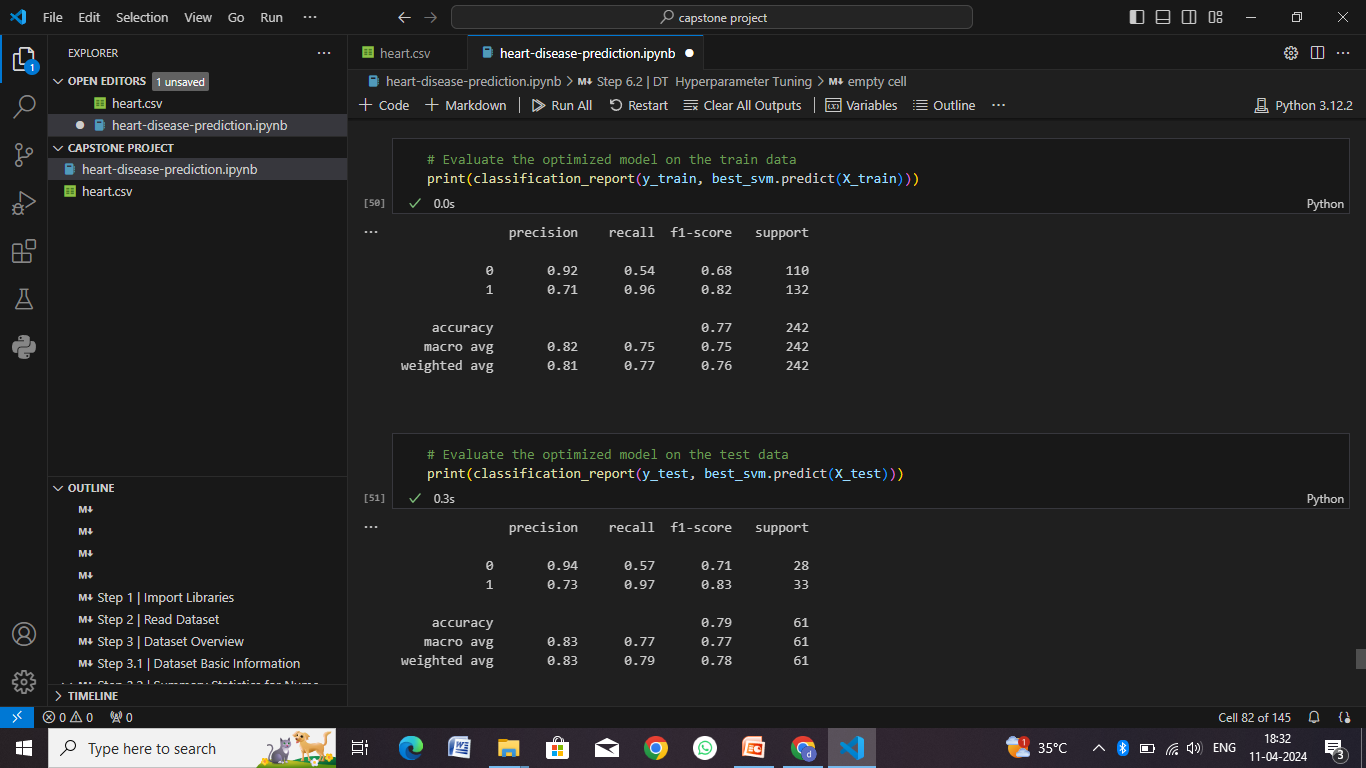 File Edit Selection View Go Run ··· capstone project
EXPLORER ···
OPEN EDITORS 1 unsaved
heart.csv
heart-disease-prediction.ipynb
CAPSTONE PROJECT
heart-disease-prediction.ipynb
heart.csv
OUTLINE
Step 1 | Import Libraries
Step 2 | Read Dataset
Step 3 | Dataset Overview
Step 3.1 | Dataset Basic Information
TIMELINE
heart.csv heart-disease-prediction.ipynb
heart-disease-prediction.ipynb > M↓ Step 6.2 | DT Hyperparameter Tuning > M↓ empty cell
+ Code + Markdown | Run All Restart Clear All Outputs | Variables Outline ··· Python 3.12.2
# Evaluate the optimized model on the train data
print(classification_report(y_train, best_svm.predict(X_train)))
[50] ✓ 0.0s Python
··· precision recall f1-score support
0 0.92 0.54 0.68 110
1 0.71 0.96 0.82 132
accuracy 0.77 242
macro avg 0.82 0.75 0.75 242
weighted avg 0.81 0.77 0.76 242
# Evaluate the optimized model on the test data
print(classification_report(y_test, best_svm.predict(X_test)))
[51] ✓ 0.3s Python
··· precision recall f1-score support
0 0.94 0.57 0.71 28
1 0.73 0.97 0.83 33
accuracy 0.79 61
macro avg 0.83 0.77 0.77 61
weighted avg 0.83 0.79 0.78 61
0 0 0 Cell 82 of 145
Type here to search 35°C ENG 18:32
11-04-2024 3